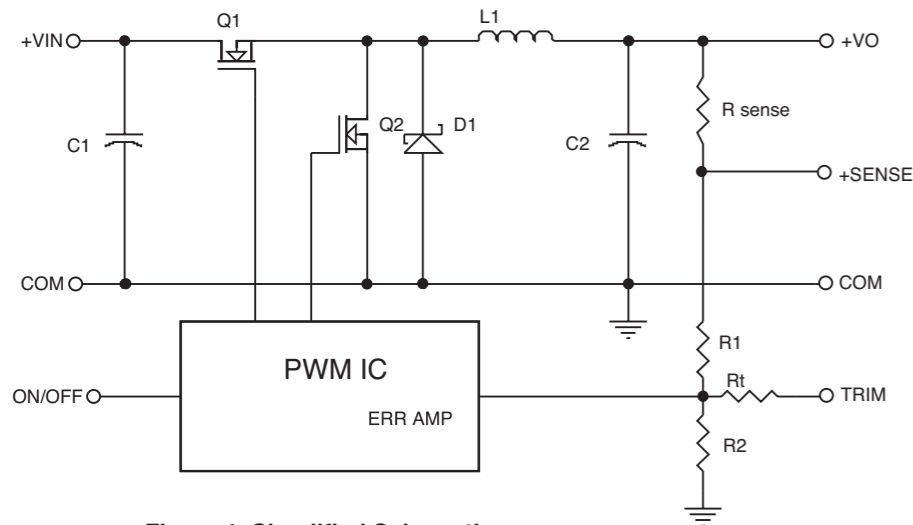 Q1
L1
+VIN
+VO
R sense
Q2
D1
C1
C2
+SENSE
COM
COM
R1
PWM IC
Rt
ON/OFF
TRIM
ERR AMP
R2